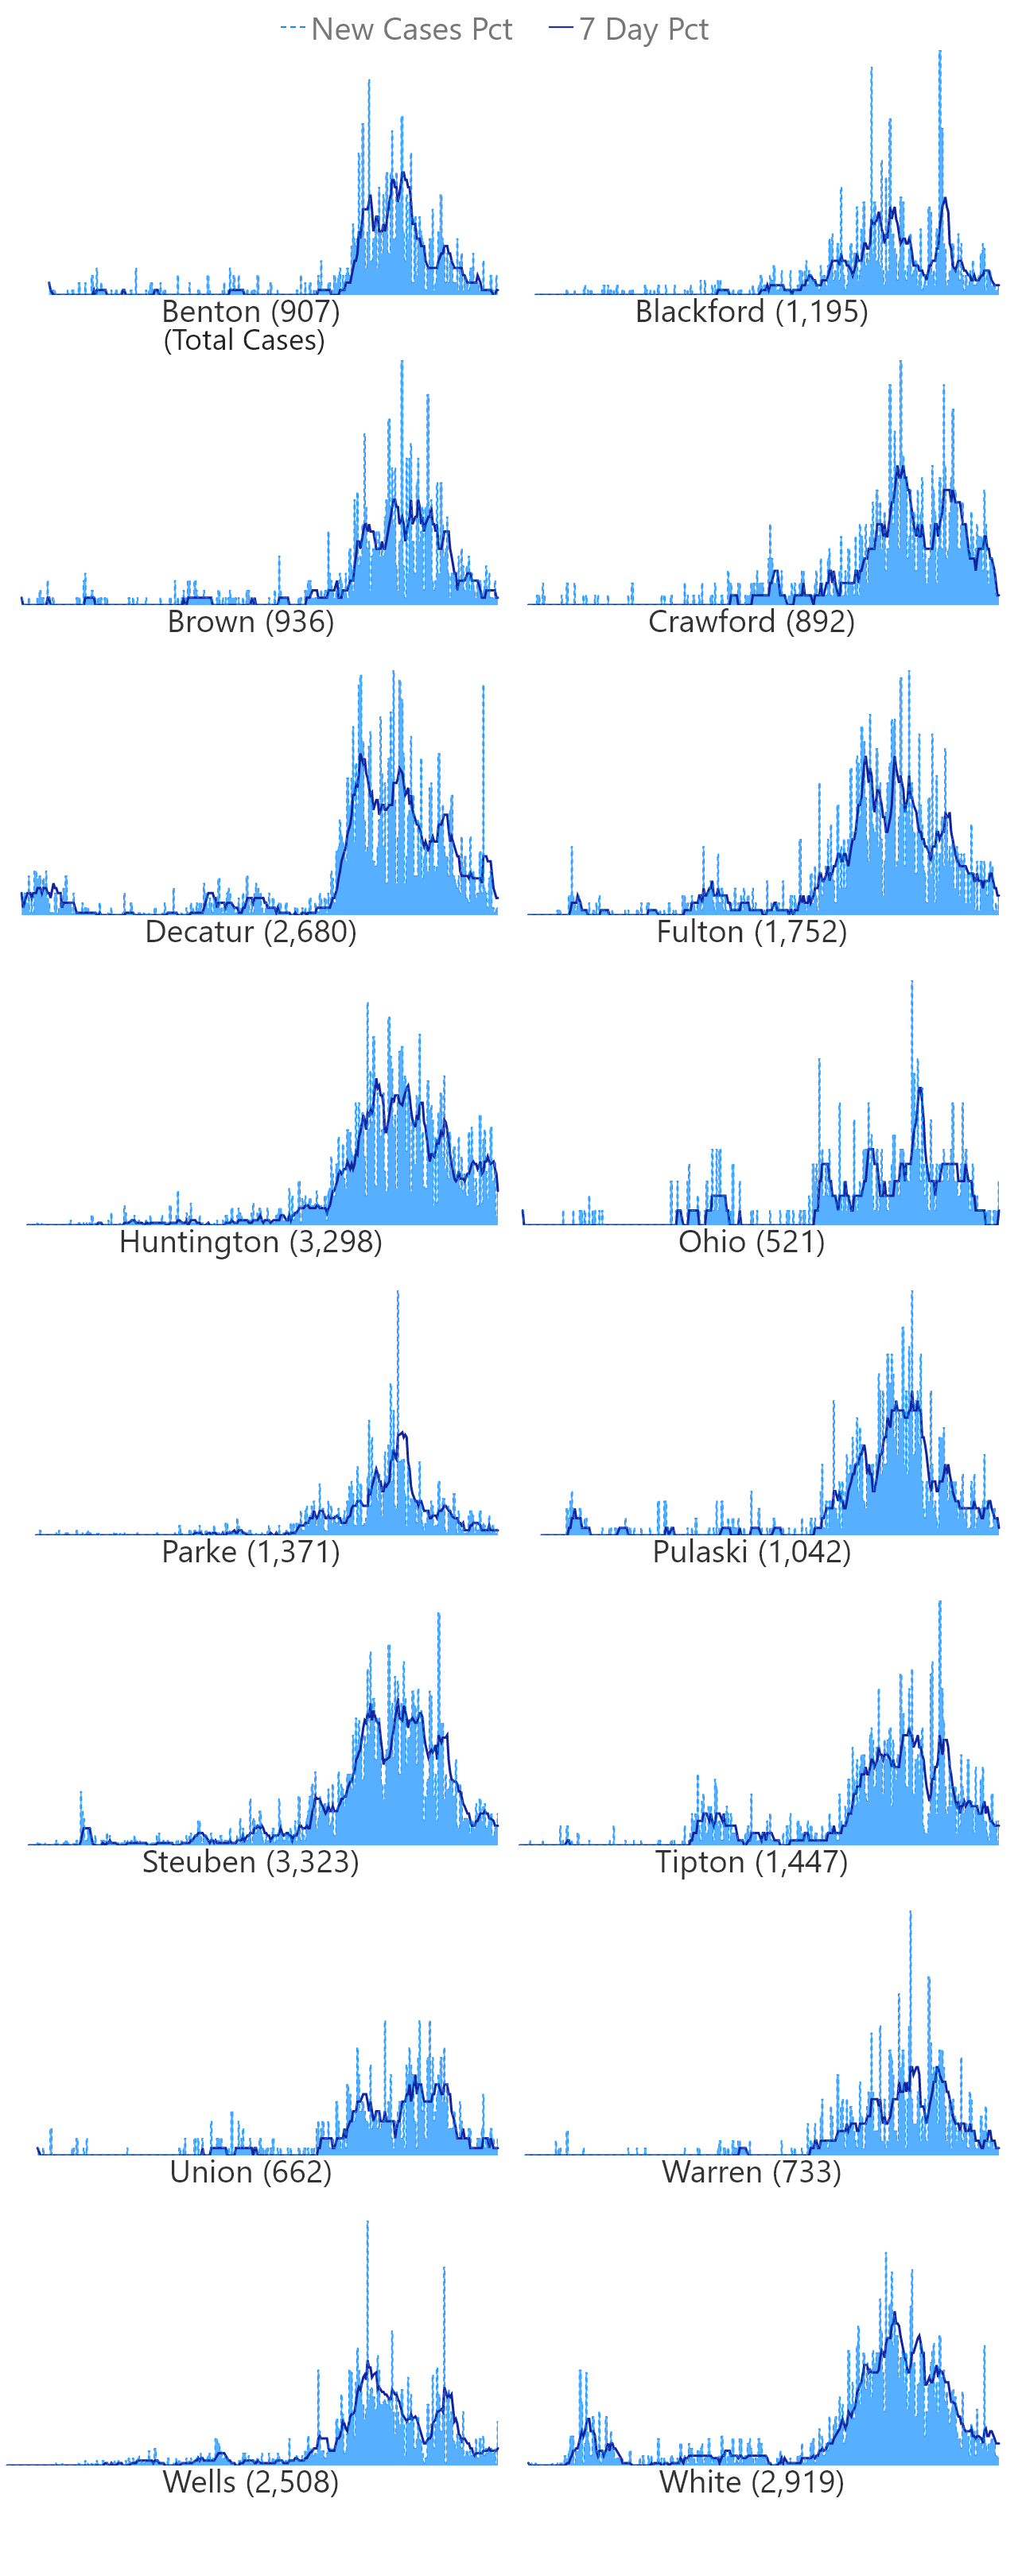 New Cases Pct 7 Day Pct
Benton (907) Blackford (1,195)
(Total Cases)
Brown (936) Crawford (892)
Decatur (2,680) Fulton (1,752)
Huntington (3,298) Ohio (521)
Parke (1,371) Pulaski (1,042)
Steuben (3,323) Tipton (1,447)
Union (662) Warren (733)
Wells (2,508) White (2,919)